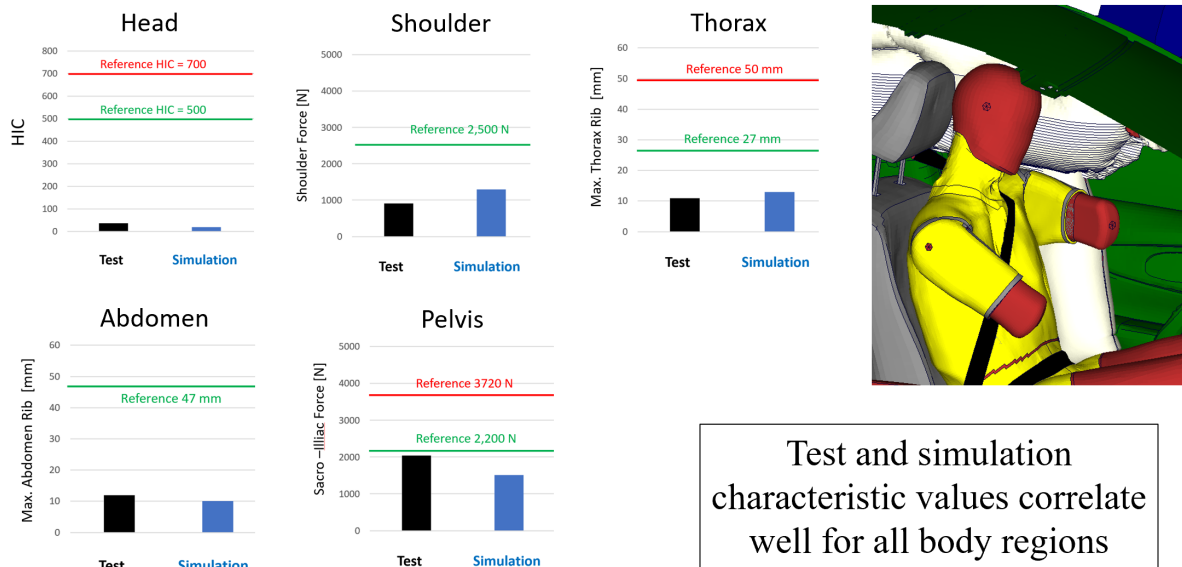 Head
HIC
800
700
600
500
400
300
200
100
0
Reference HIC = 700
Reference HIC = 500
Test
Simulation
Shoulder
Shoulder Force [N]
5000
4000
3000
2000
1000
0
Reference 2,500 N
Test
Simulation
Thorax
Max. Thorax Rib [mm]
60
50
40
30
20
10
0
Reference 50 mm
Reference 27 mm
Test
Simulation
Abdomen
Max. Abdomen Rib [mm]
60
50
40
30
20
10
0
Reference 47 mm
Test
Simulation
Pelvis
Sacro –Illiac Force [N]
5000
4000
3000
2000
1000
0
Reference 3720 N
Reference 2,200 N
Test
Simulation
Test and simulation
characteristic values correlate
well for all body regions